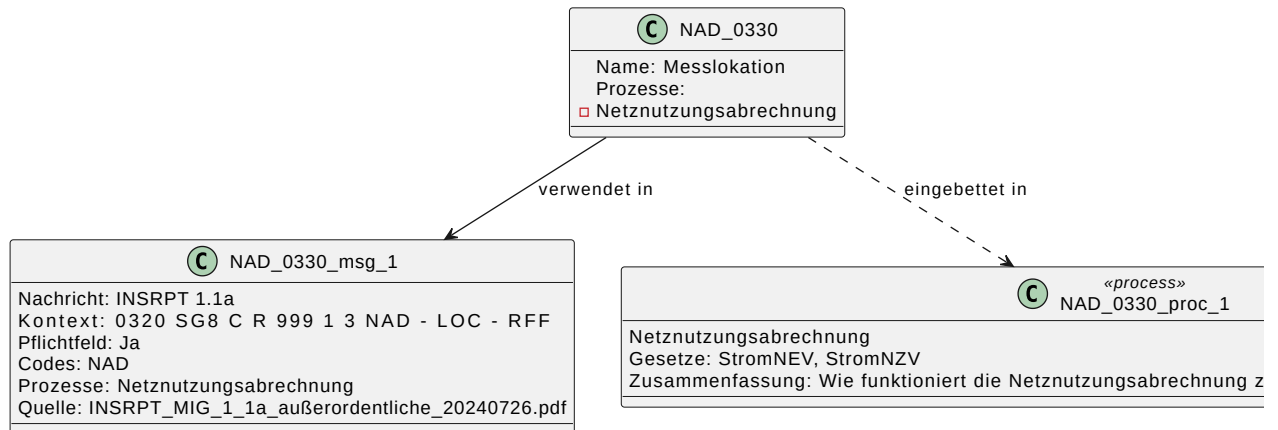 C NAD_0330
Name: Messlokation
Prozesse:
Netznutzungsabrechnung
verwendet in
eingebettet in
C NAD_0330_msg_1
Nachricht: INSRPT 1.1a
Kontext: 0320 SG8 C R 999 1 3 NAD - LOC - RFF
Pflichtfeld: Ja
Codes: NAD
Prozesse: Netznutzungsabrechnung
Quelle: INSRPT_MIG_1_1a_außerordentliche_20240726.pdf
«process»
C NAD_0330_proc_1
Netznutzungsabrechnung
Gesetze: StromNEV, StromNZV
Zusammenfassung: Wie funktioniert die Netznutzungsabrechnung z